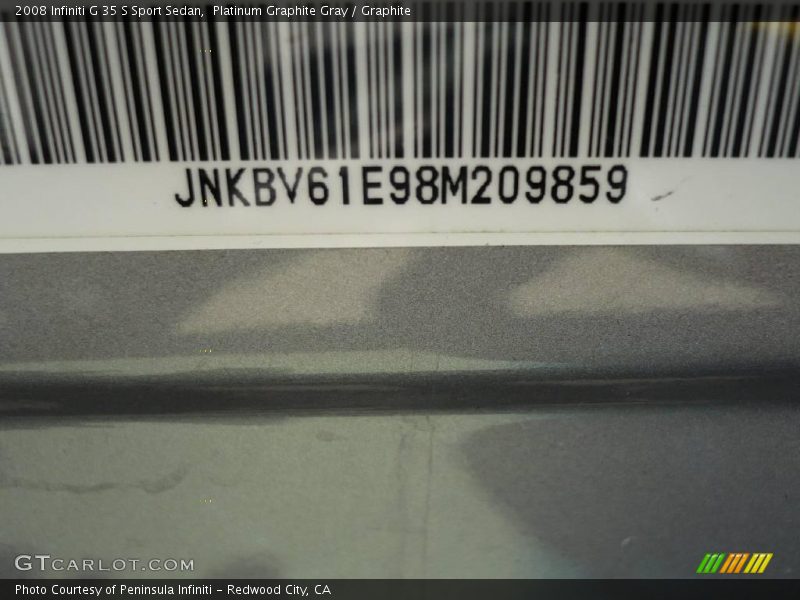 2008 Infiniti G 35 S Sport Sedan,  Platinum Graphite Gray / Graphite
JNKBV61E98M209859
GTCARLOT.COM
Photo Courtesy of Peninsula Infiniti - Redwood City, CA